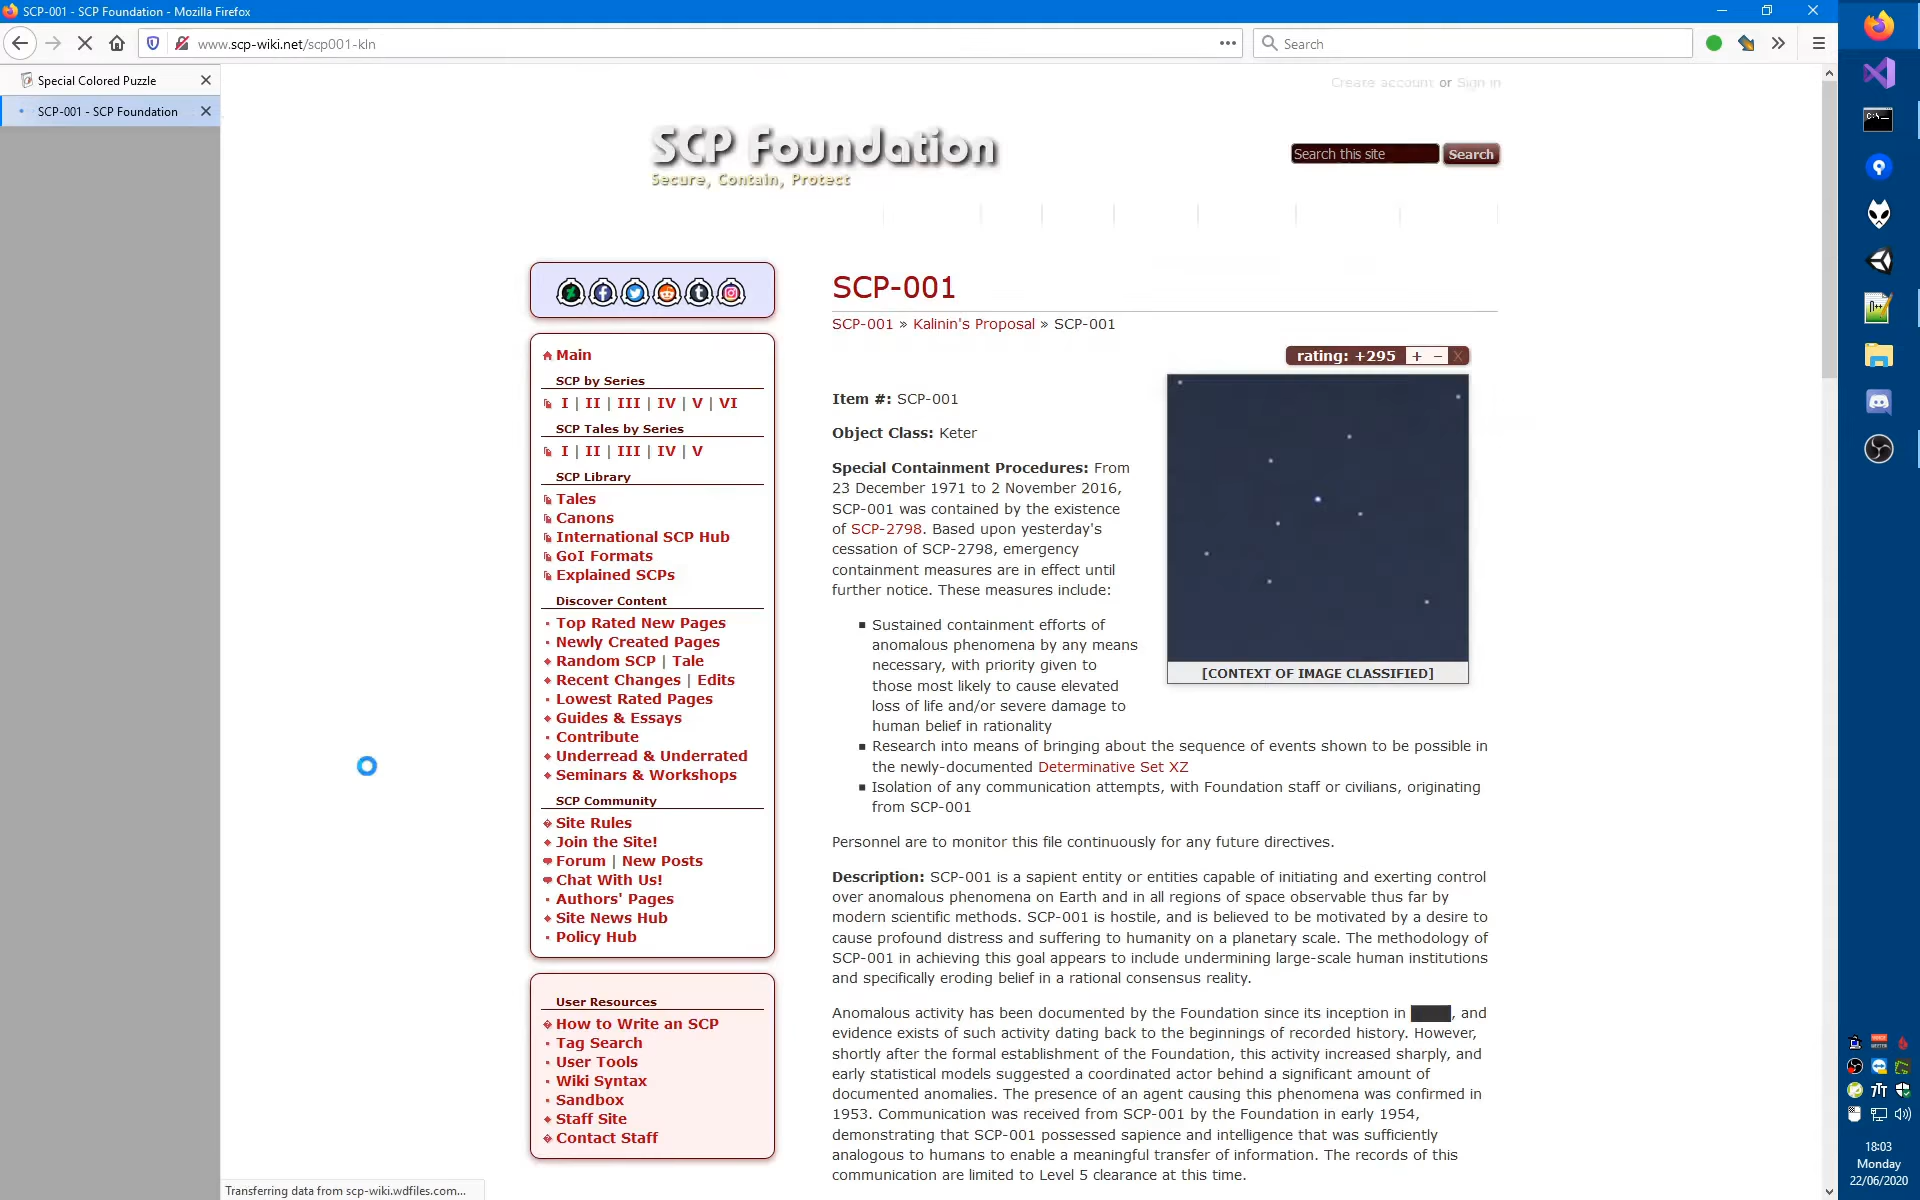 SCP-001 - SCP Foundation - Mozilla Firefox
www.scp-wiki.net/scp001-kln
Search
Special Colored Puzzle
SCP-001 - SCP Foundation
Create account or Sign in
SCP Foundation
Secure, Contain, Protect
Search this site
Search
Main
SCP by Series
I | II | III | IV | V | VI
SCP Tales by Series
I | II | III | IV | V
SCP Library
Tales
Canons
International SCP Hub
GoI Formats
Explained SCPs
Discover Content
Top Rated New Pages
Newly Created Pages
Random SCP | Tale
Recent Changes | Edits
Lowest Rated Pages
Guides & Essays
Contribute
Underread & Underrated
Seminars & Workshops
SCP Community
Site Rules
Join the Site!
Forum | New Posts
Chat With Us!
Authors' Pages
Site News Hub
Policy Hub
User Resources
How to Write an SCP
Tag Search
User Tools
Wiki Syntax
Sandbox
Staff Site
Contact Staff
SCP-001
SCP-001 » Kalinin's Proposal » SCP-001
rating: +295 + − X
Item #: SCP-001
Object Class: Keter
Special Containment Procedures: From
23 December 1971 to 2 November 2016,
SCP-001 was contained by the existence
of SCP-2798. Based upon yesterday's
cessation of SCP-2798, emergency
containment measures are in effect until
further notice. These measures include:
[CONTEXT OF IMAGE CLASSIFIED]
Sustained containment efforts of
anomalous phenomena by any means
necessary, with priority given to
those most likely to cause elevated
loss of life and/or severe damage to
human belief in rationality
Research into means of bringing about the sequence of events shown to be possible in
the newly-documented Determinative Set XZ
Isolation of any communication attempts, with Foundation staff or civilians, originating
from SCP-001
Personnel are to monitor this file continuously for any future directives.
Description: SCP-001 is a sapient entity or entities capable of initiating and exerting control
over anomalous phenomena on Earth and in all regions of space observable thus far by
modern scientific methods. SCP-001 is hostile, and is believed to be motivated by a desire to
cause profound distress and suffering to humanity on a planetary scale. The methodology of
SCP-001 in achieving this goal appears to include undermining large-scale human institutions
and specifically eroding belief in a rational consensus reality.
Anomalous activity has been documented by the Foundation since its inception in ████, and
evidence exists of such activity dating back to the beginnings of recorded history. However,
shortly after the formal establishment of the Foundation, this activity increased sharply, and
early statistical models suggested a coordinated actor behind a significant amount of
documented anomalies. The presence of an agent causing this phenomena was confirmed in
1953. Communication was received from SCP-001 by the Foundation in early 1954,
demonstrating that SCP-001 possessed sapience and intelligence that was sufficiently
analogous to humans to enable a meaningful transfer of information. The records of this
communication are limited to Level 5 clearance at this time.
Transferring data from scp-wiki.wdfiles.com...
18:03
Monday
22/06/2020